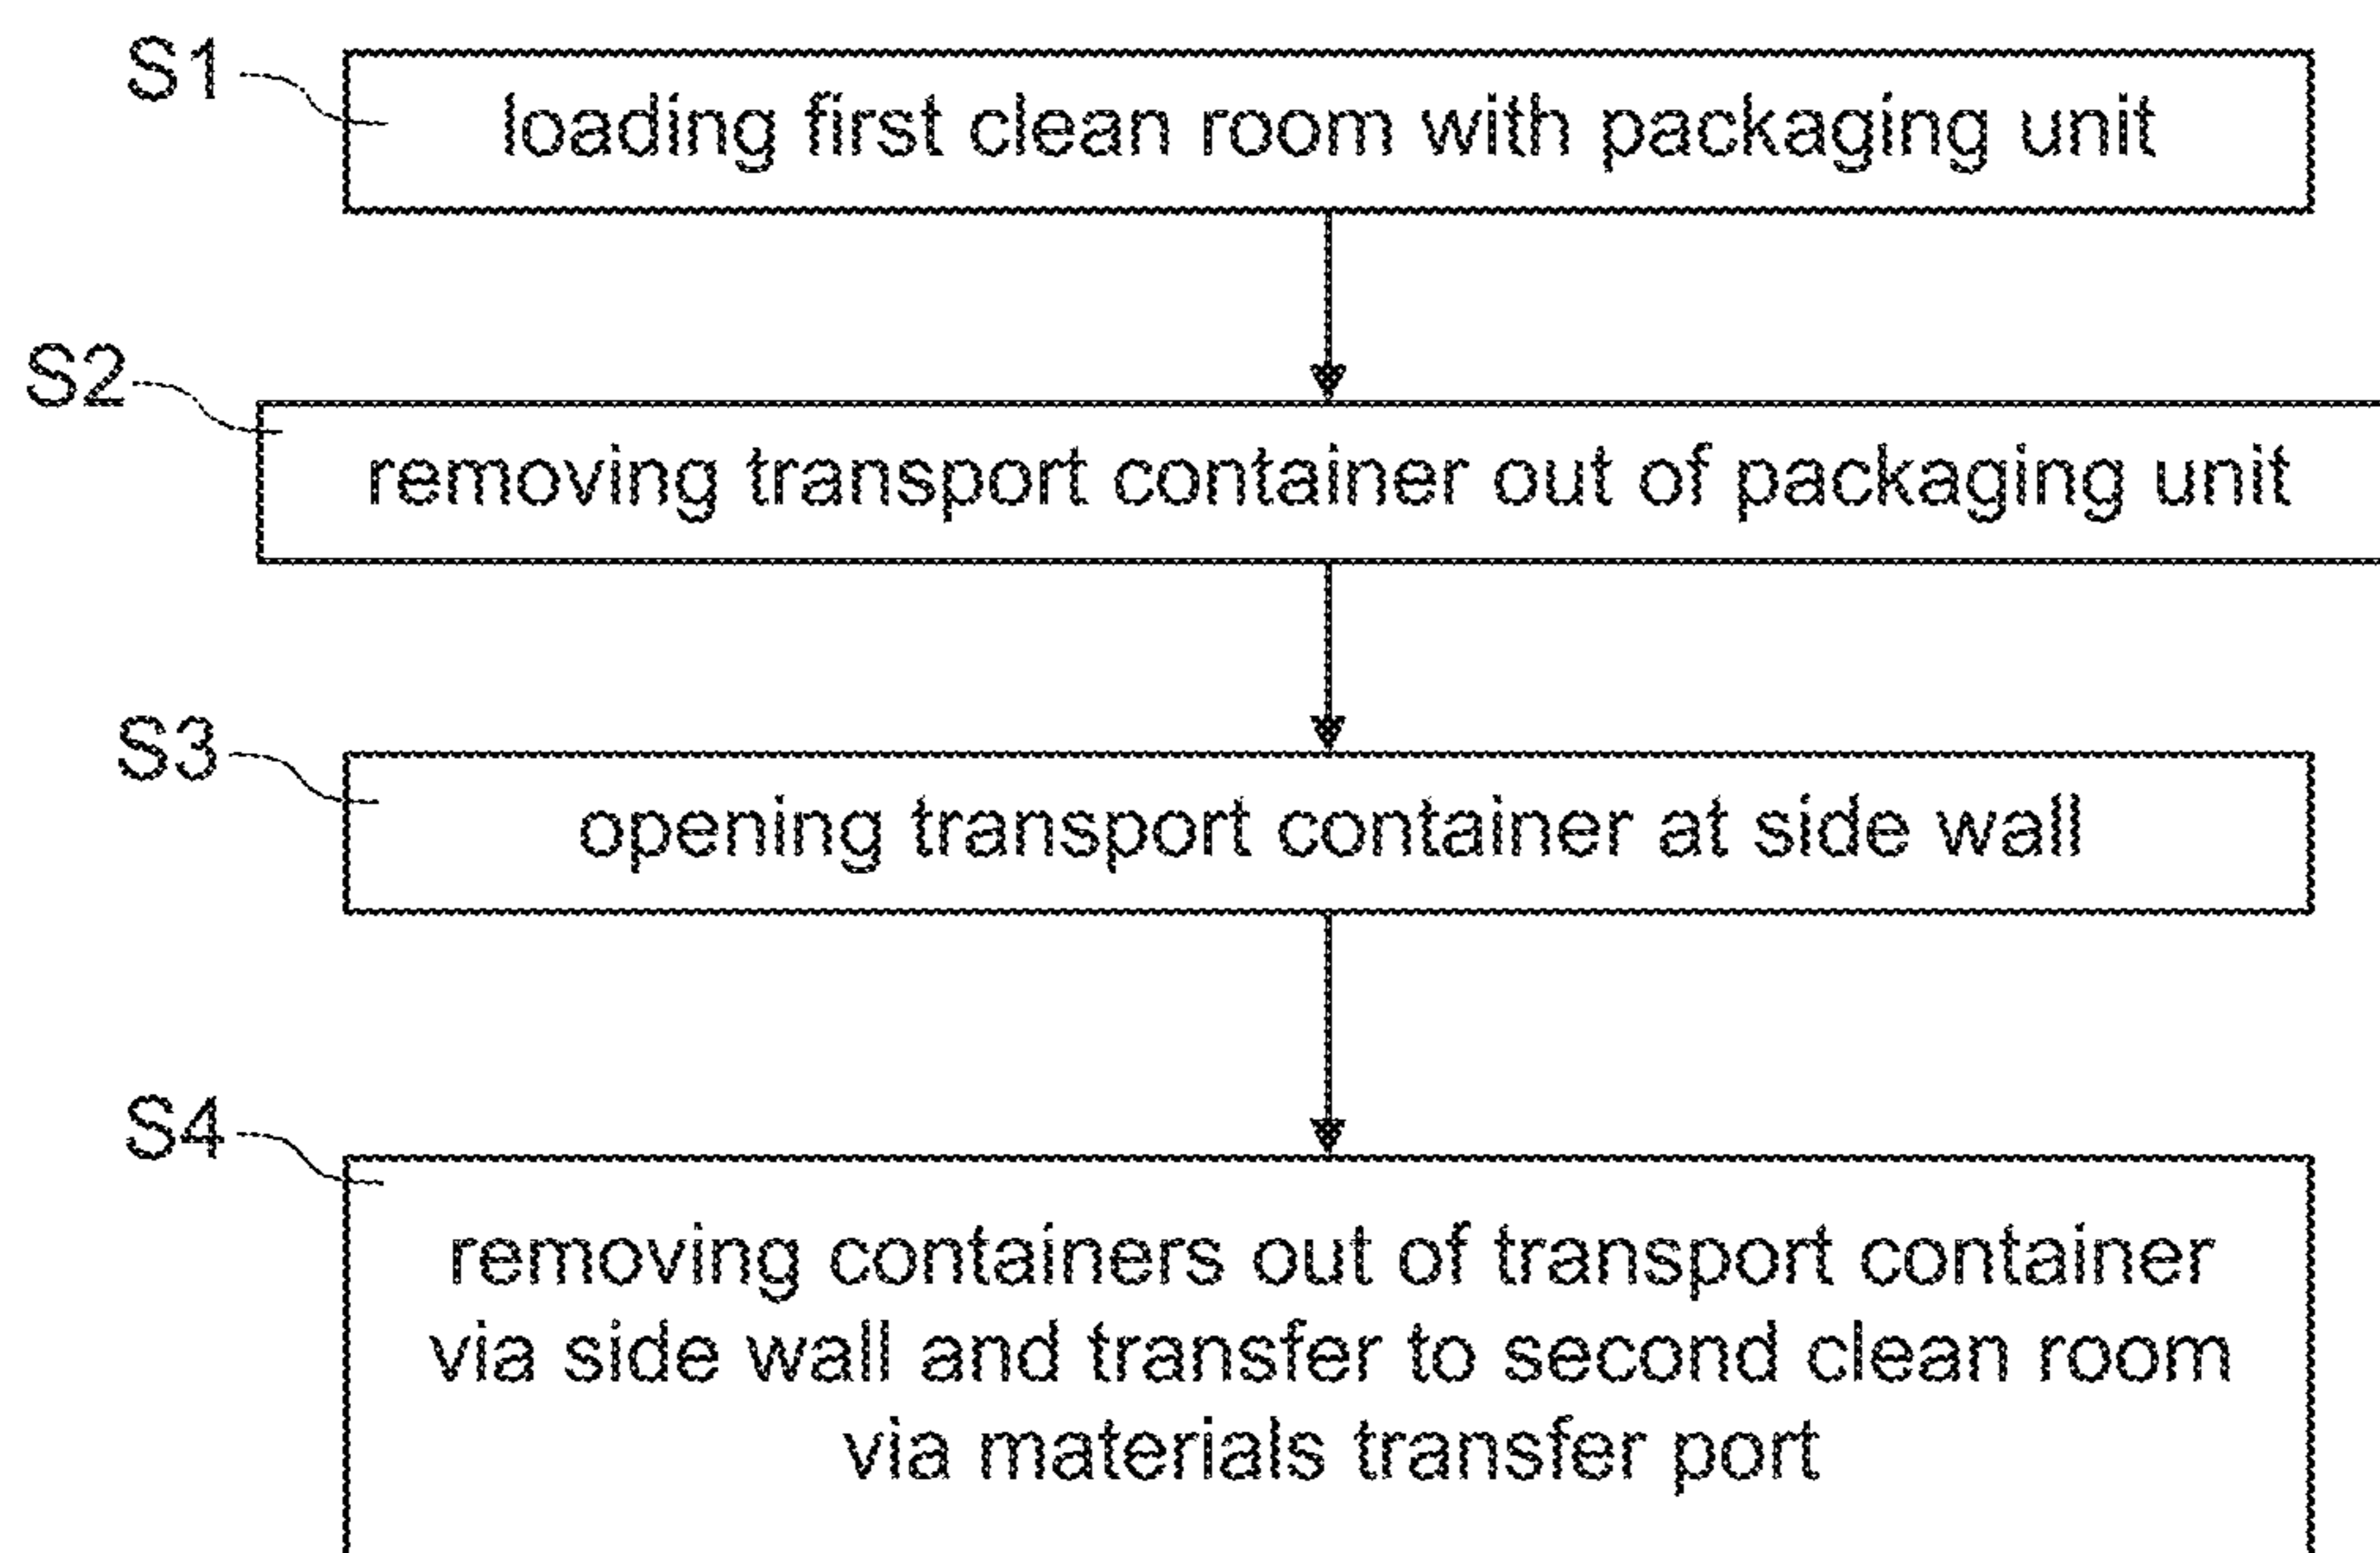 S1
loading first clean room with packaging unit
S2
removing transport container out of packaging unit
S3
opening transport container at side wall
S4
removing containers out of transport container
via side wall and transfer to second clean room
via materials transfer port